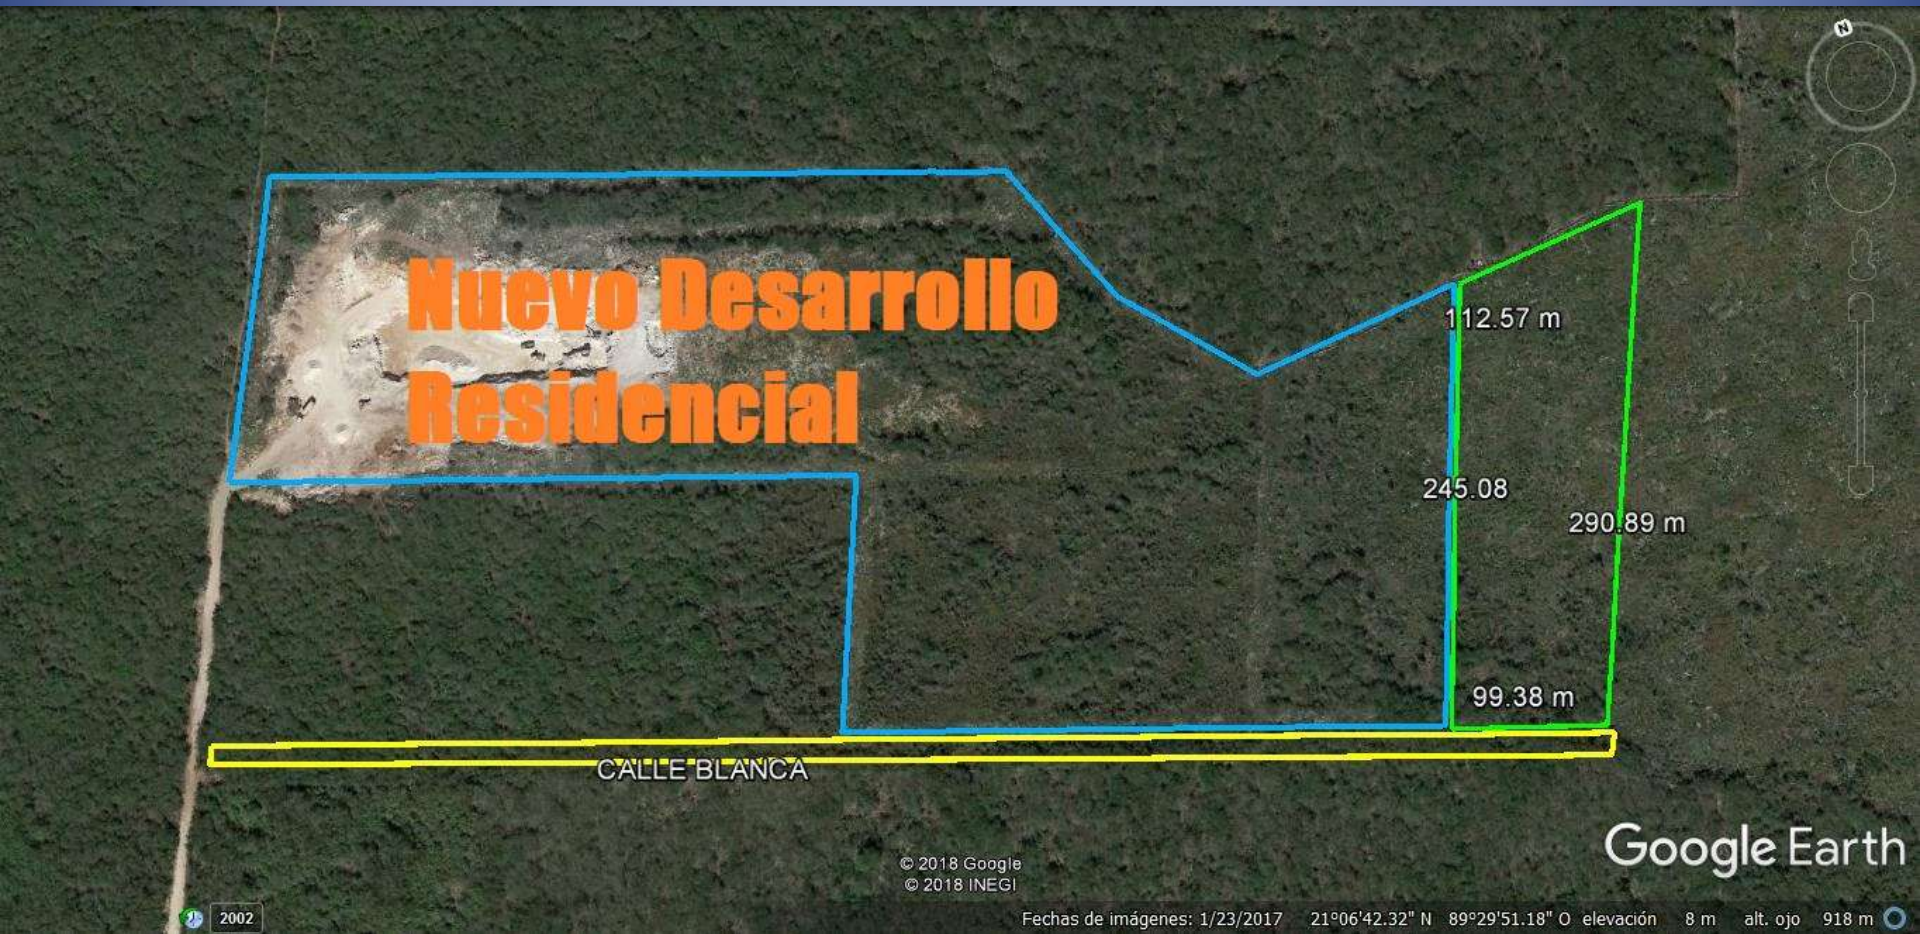 N
Nuevo Desarrollo
Residencial
112.57 m
245.08
290.89 m
99.38 m
CALLE BLANCA
Google Earth
© 2018 Google
© 2018 INEGI
2002
Fechas de imágenes: 1/23/2017 21°06'42.32" N 89°29'51.18" O elevación 8 m alt. ojo 918 m